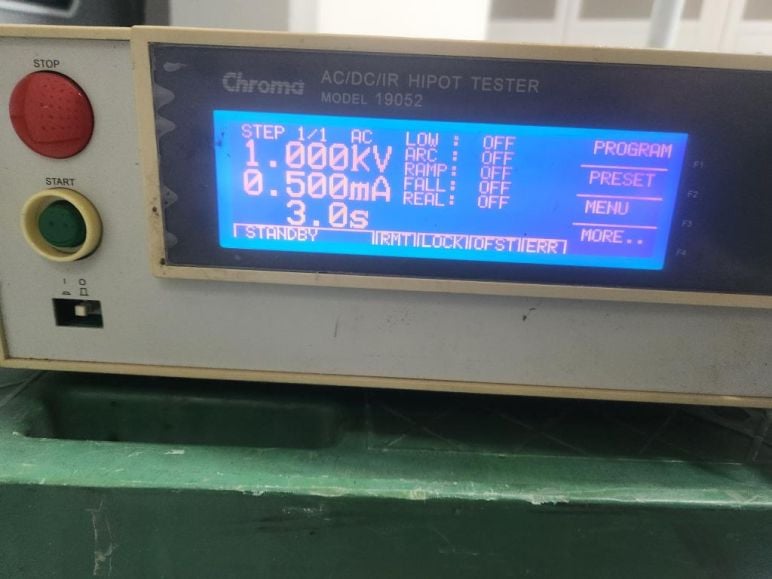 STOP
START
I O
Chroma
AC/DC/IR HIPOT TESTER
MODEL 19052
STEP 1/1 AC
1.000kV
0.500mA
3.0s
LOW : OFF
ARC : OFF
RAMP: OFF
FALL: OFF
REAL: OFF
STANDBY
RMT LOCK OFST ERR
PROGRAM
PRESET
MENU
MORE..
F1
F2
F3
F4